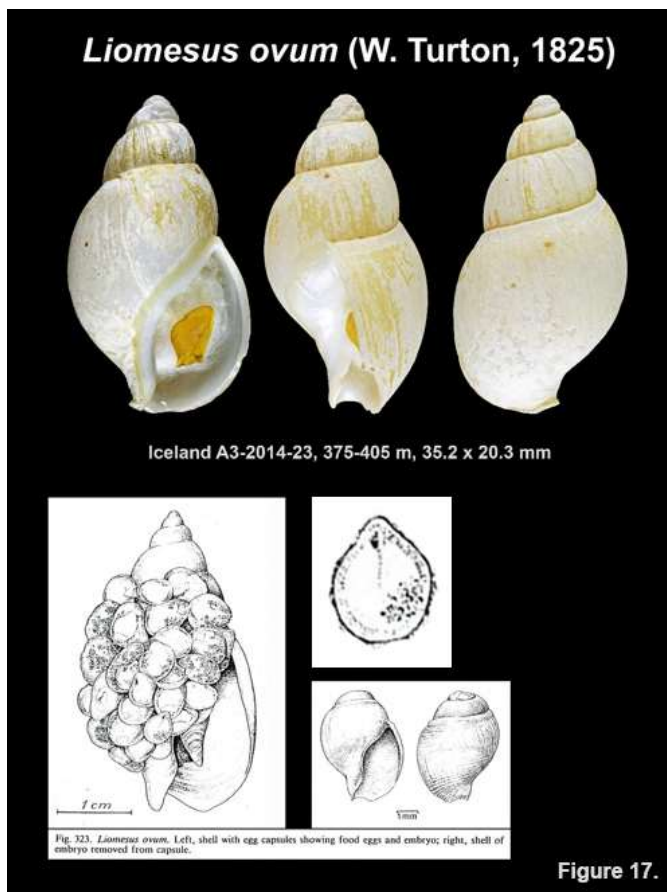 Liomesus ovum (W. Turton, 1825)
Iceland A3-2014-23, 375-405 m, 35.2 x 20.3 mm
1 cm
1mm
Fig. 323. Liomesus ovum. Left, shell with egg capsules showing food eggs and embryo; right, shell of
embryo removed from capsule.
Figure 17.